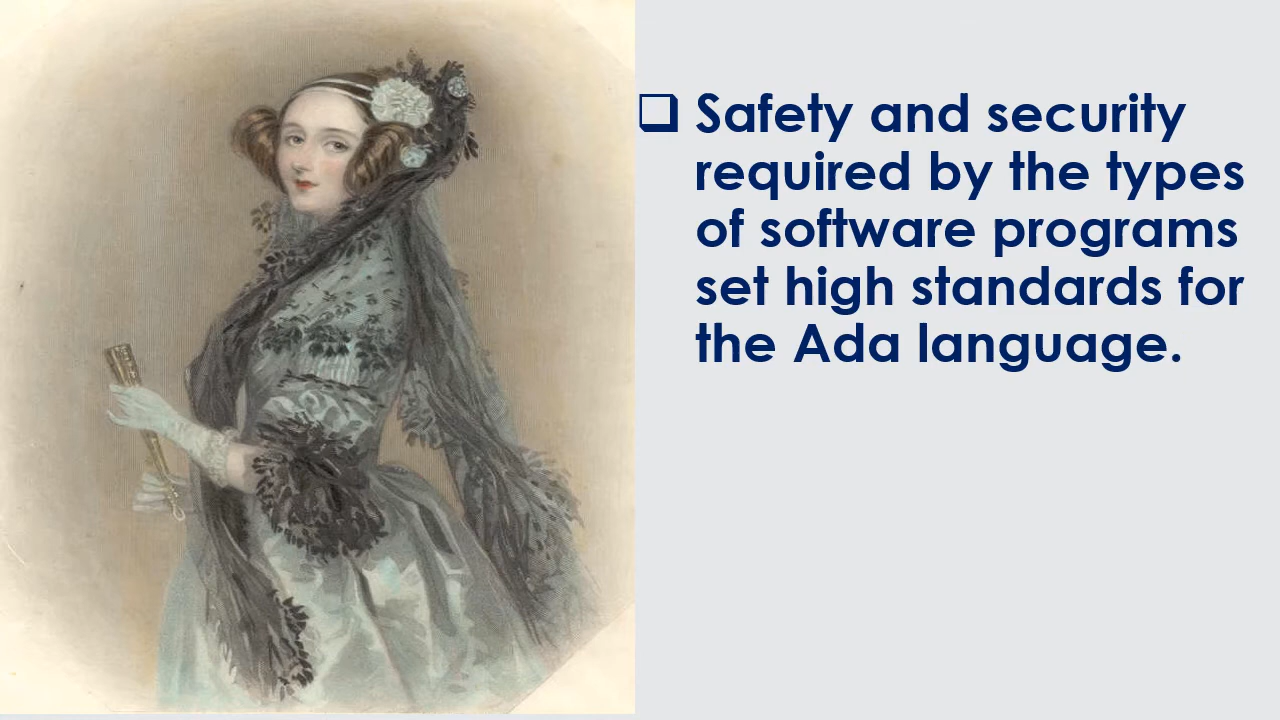 ❑ Safety and security
required by the types
of software programs
set high standards for
the Ada language.